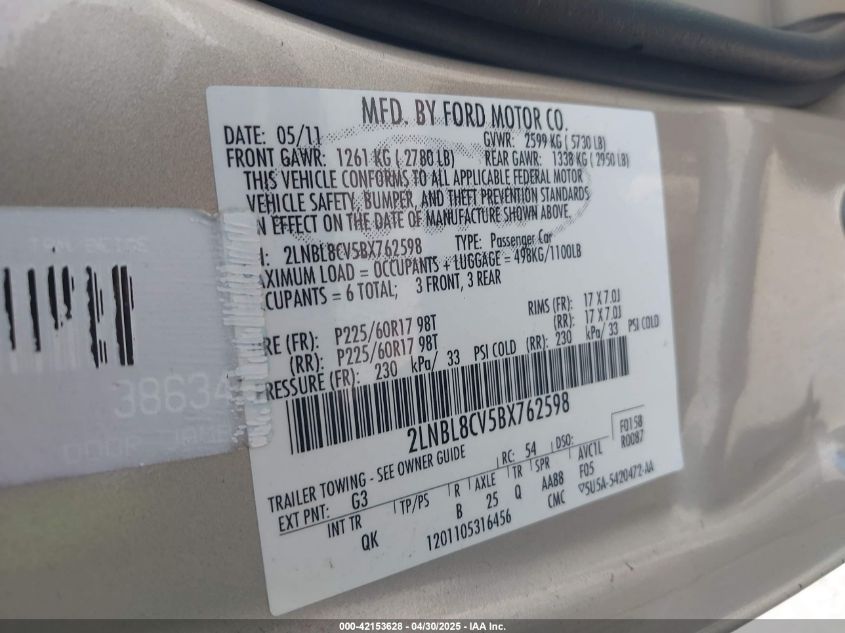 MFD. BY FORD MOTOR CO.
DATE: 05/11 GVWR: 2599 KG ( 5730 LB)
FRONT GAWR: 1261 KG ( 2780 LB) REAR GAWR: 1338 KG ( 2950 LB)
THIS VEHICLE CONFORMS TO ALL APPLICABLE FEDERAL MOTOR
VEHICLE SAFETY, BUMPER, AND THEFT PREVENTION STANDARDS
IN EFFECT ON THE DATE OF MANUFACTURE SHOWN ABOVE.
: 2LNBL8CV5BX762598 TYPE: Passenger Car
AXIMUM LOAD = OCCUPANTS + LUGGAGE = 498KG/1100LB
CUPANTS = 6 TOTAL; 3 FRONT, 3 REAR
RE (FR): P225/60R17 98T RIMS (FR): 17 X 7.0J
(RR): P225/60R17 98T (RR): 17 X 7.0J
PRESSURE (FR): 230 kPa/ 33 PSI COLD (RR): 230 kPa/ 33 PSI COLD
2LNBL8CV5BX762598
TRAILER TOWING - SEE OWNER GUIDE
F0158
R0087
EXT PNT: G3 RC: 54 DSO:
INT TR TP/PS R AXLE TR SPR AVC1L
QK B 25 Q AA88 F05
1201105316456 CMC 5U5A-5420472-AA
38634
000-42153628 - 04/30/2025 - IAA Inc.